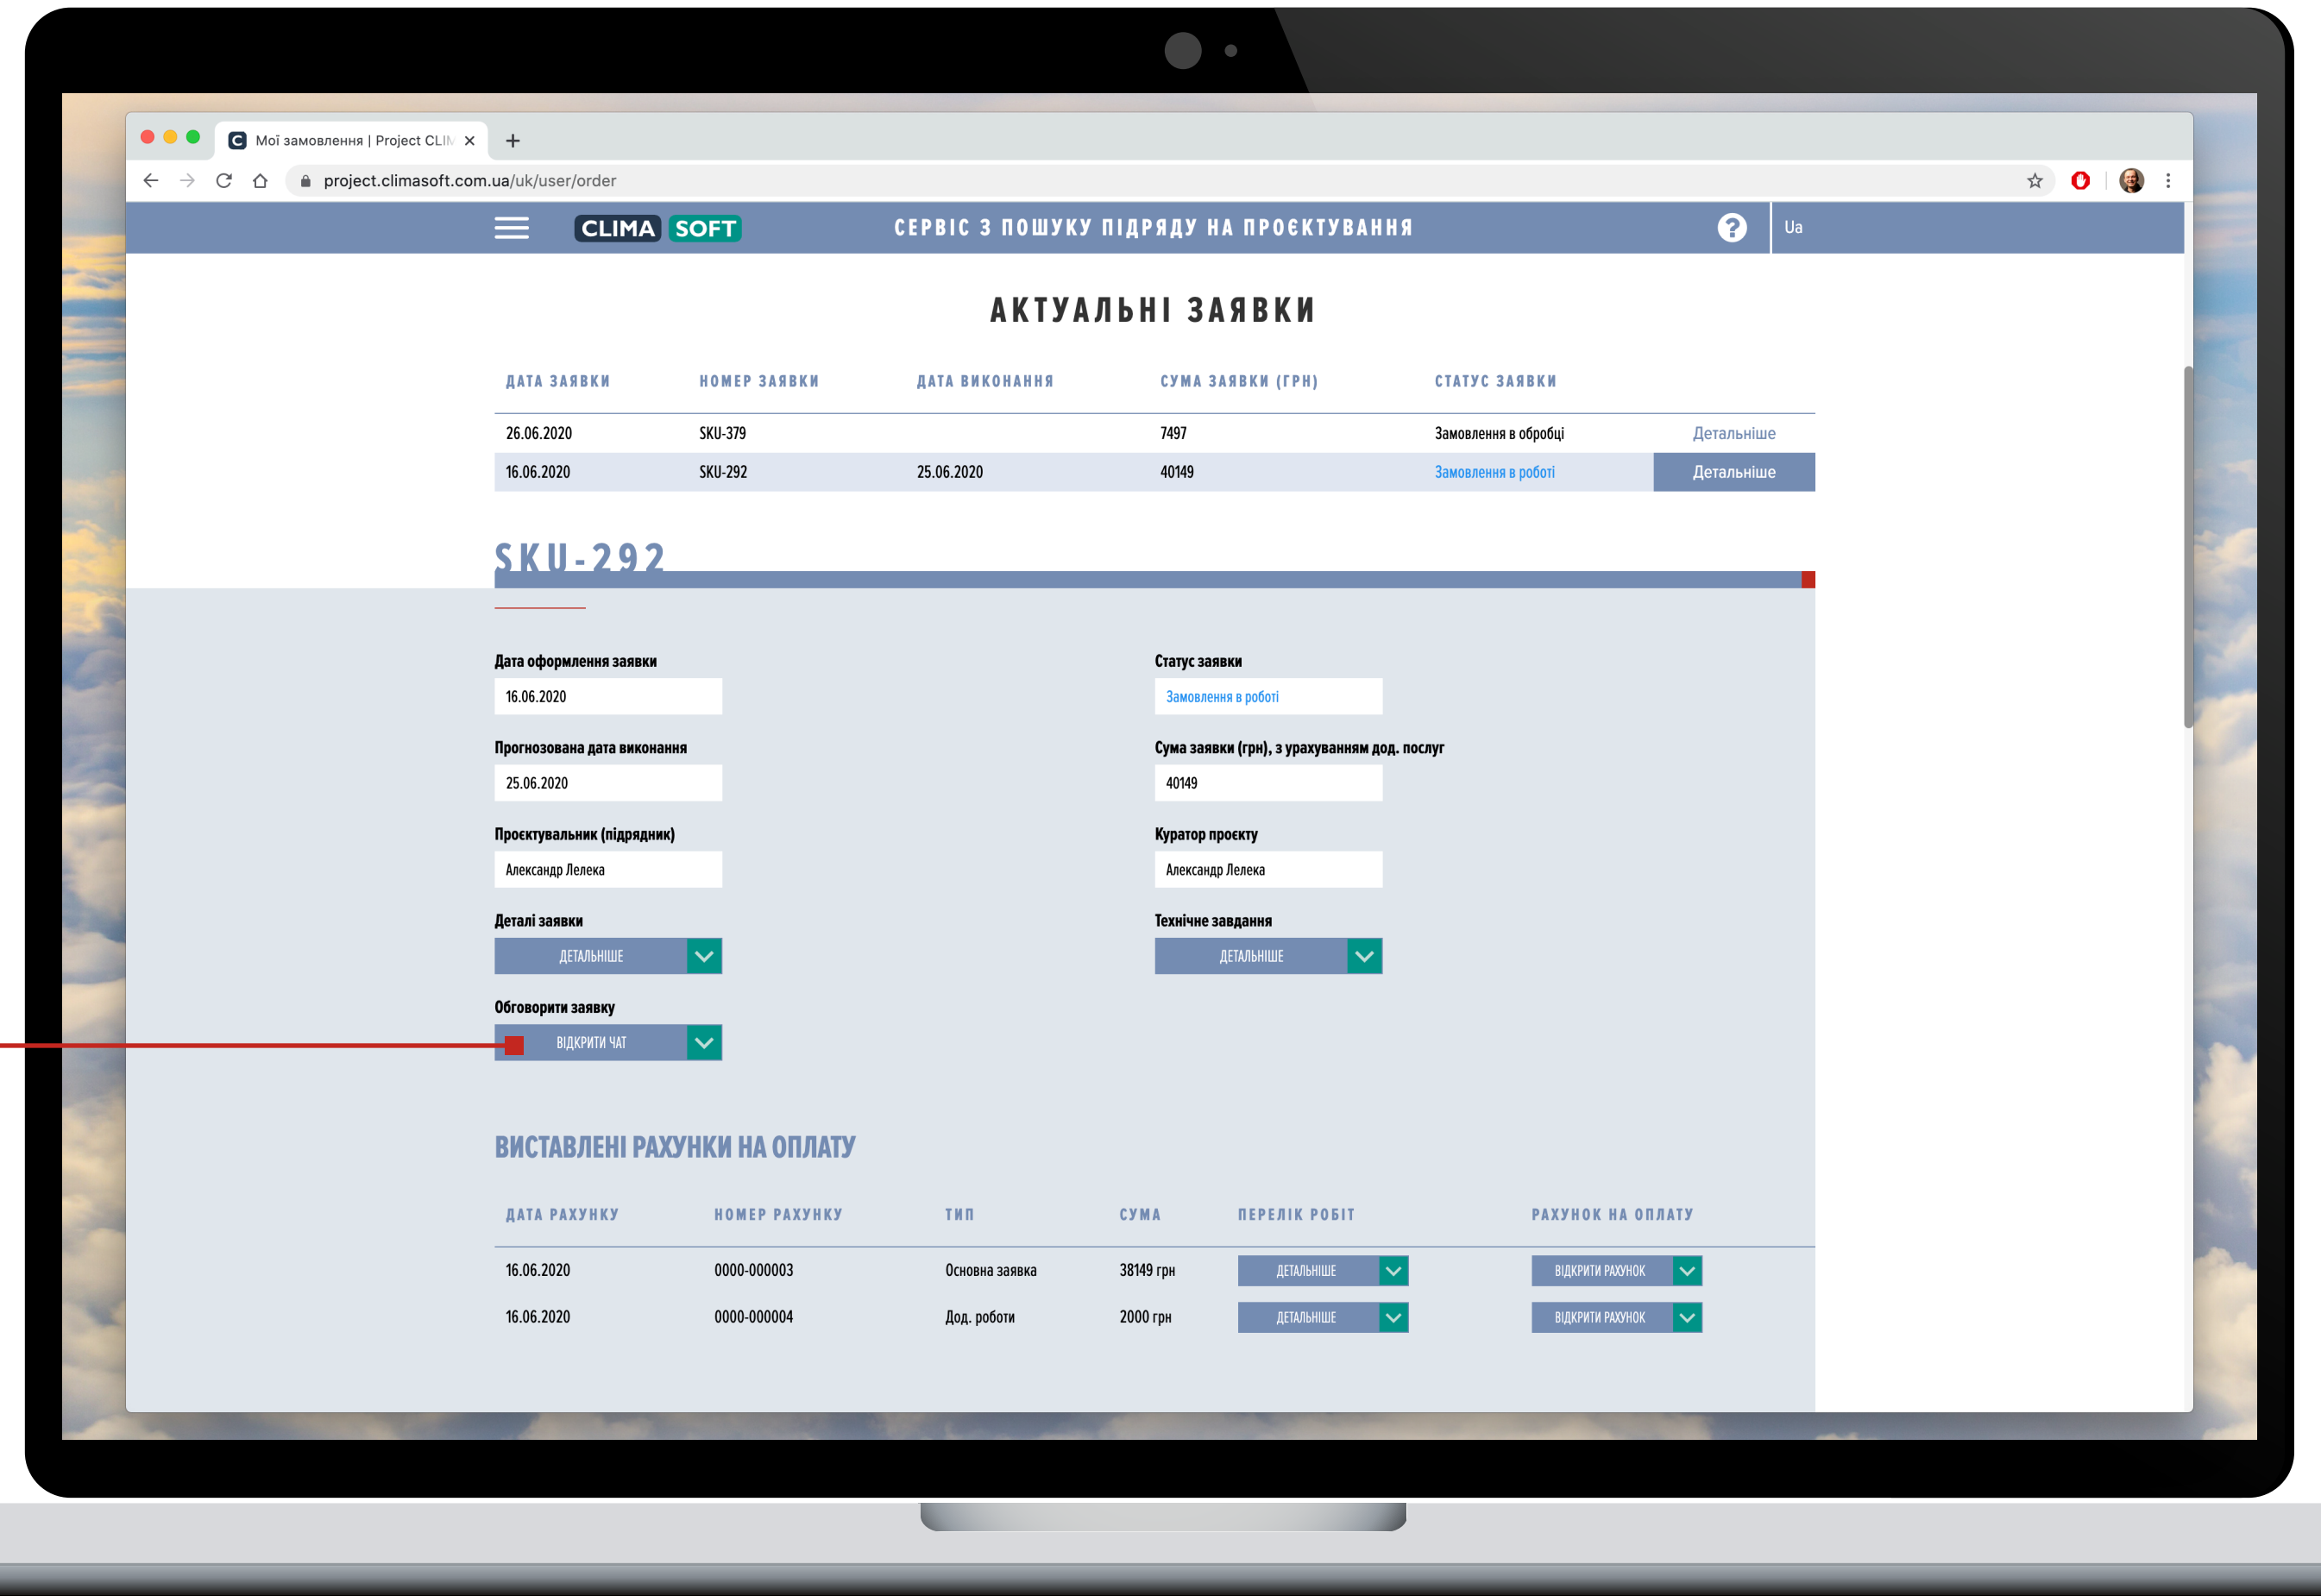 Мої замовлення | Project CLIM
project.climasoft.com.ua/uk/user/order
CLIMA SOFT
СЕРВІС З ПОШУКУ ПІДРЯДУ НА ПРОЄКТУВАННЯ
?
Ua
АКТУАЛЬНІ ЗАЯВКИ
ДАТА ЗАЯВКИ НОМЕР ЗАЯВКИ ДАТА ВИКОНАННЯ СУМА ЗАЯВКИ (ГРН) СТАТУС ЗАЯВКИ
26.06.2020 SKU-379 7497 Замовлення в обробці Детальніше
16.06.2020 SKU-292 25.06.2020 40149 Замовлення в роботі Детальніше
SKU-292
Дата оформлення заявки Статус заявки
16.06.2020 Замовлення в роботі
Прогнозована дата виконання Сума заявки (грн), з урахуванням дод. послуг
25.06.2020 40149
Проєктувальник (підрядник) Куратор проєкту
Александр Лелека Александр Лелека
Деталі заявки Технічне завдання
ДЕТАЛЬНІШЕ ДЕТАЛЬНІШЕ
Обговорити заявку
ВІДКРИТИ ЧАТ
ВИСТАВЛЕНІ РАХУНКИ НА ОПЛАТУ
ДАТА РАХУНКУ НОМЕР РАХУНКУ ТИП СУМА ПЕРЕЛІК РОБІТ РАХУНОК НА ОПЛАТУ
16.06.2020 0000-000003 Основна заявка 38149 грн ДЕТАЛЬНІШЕ ВІДКРИТИ РАХУНОК
16.06.2020 0000-000004 Дод. роботи 2000 грн ДЕТАЛЬНІШЕ ВІДКРИТИ РАХУНОК